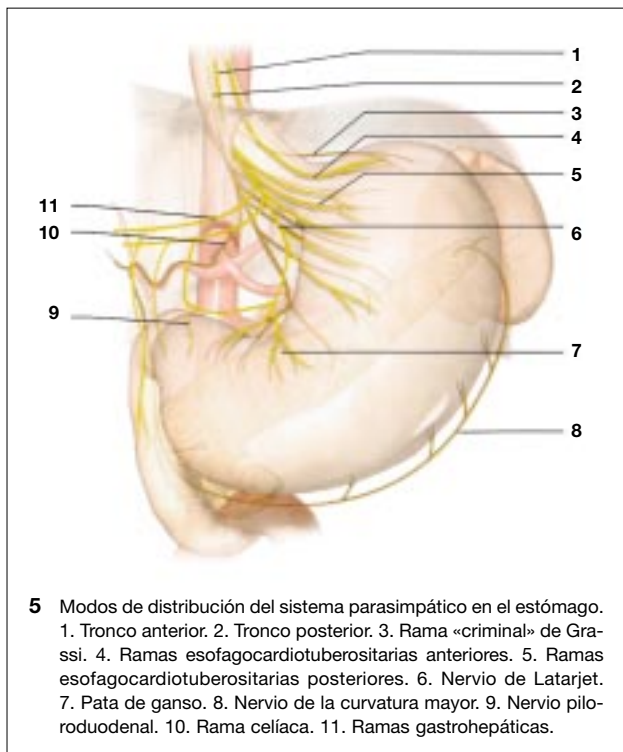 1
2
3
4
5
11
10
6
9
7
8
5 Modos de distribución del sistema parasimpático en el estómago.
1. Tronco anterior. 2. Tronco posterior. 3. Rama «criminal» de Gra-
ssi. 4. Ramas esofagocardiotuberositarias anteriores. 5. Ramas
esofagocardiotuberositarias posteriores. 6. Nervio de Latarjet.
7. Pata de ganso. 8. Nervio de la curvatura mayor. 9. Nervio pilo-
roduodenal. 10. Rama celíaca. 11. Ramas gastrohepáticas.